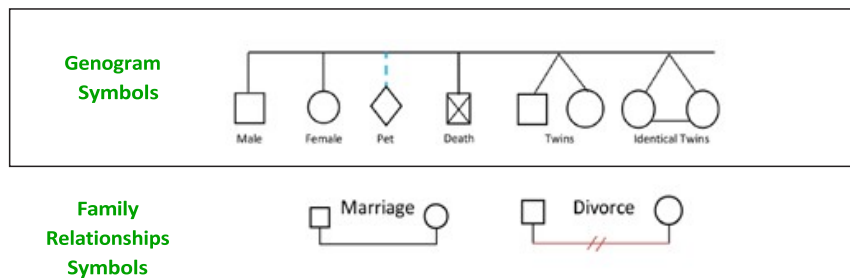 Genogram
Symbols
Male Female Pet Death Twins Identical Twins
Family
Relationships
Symbols
Marriage Divorce